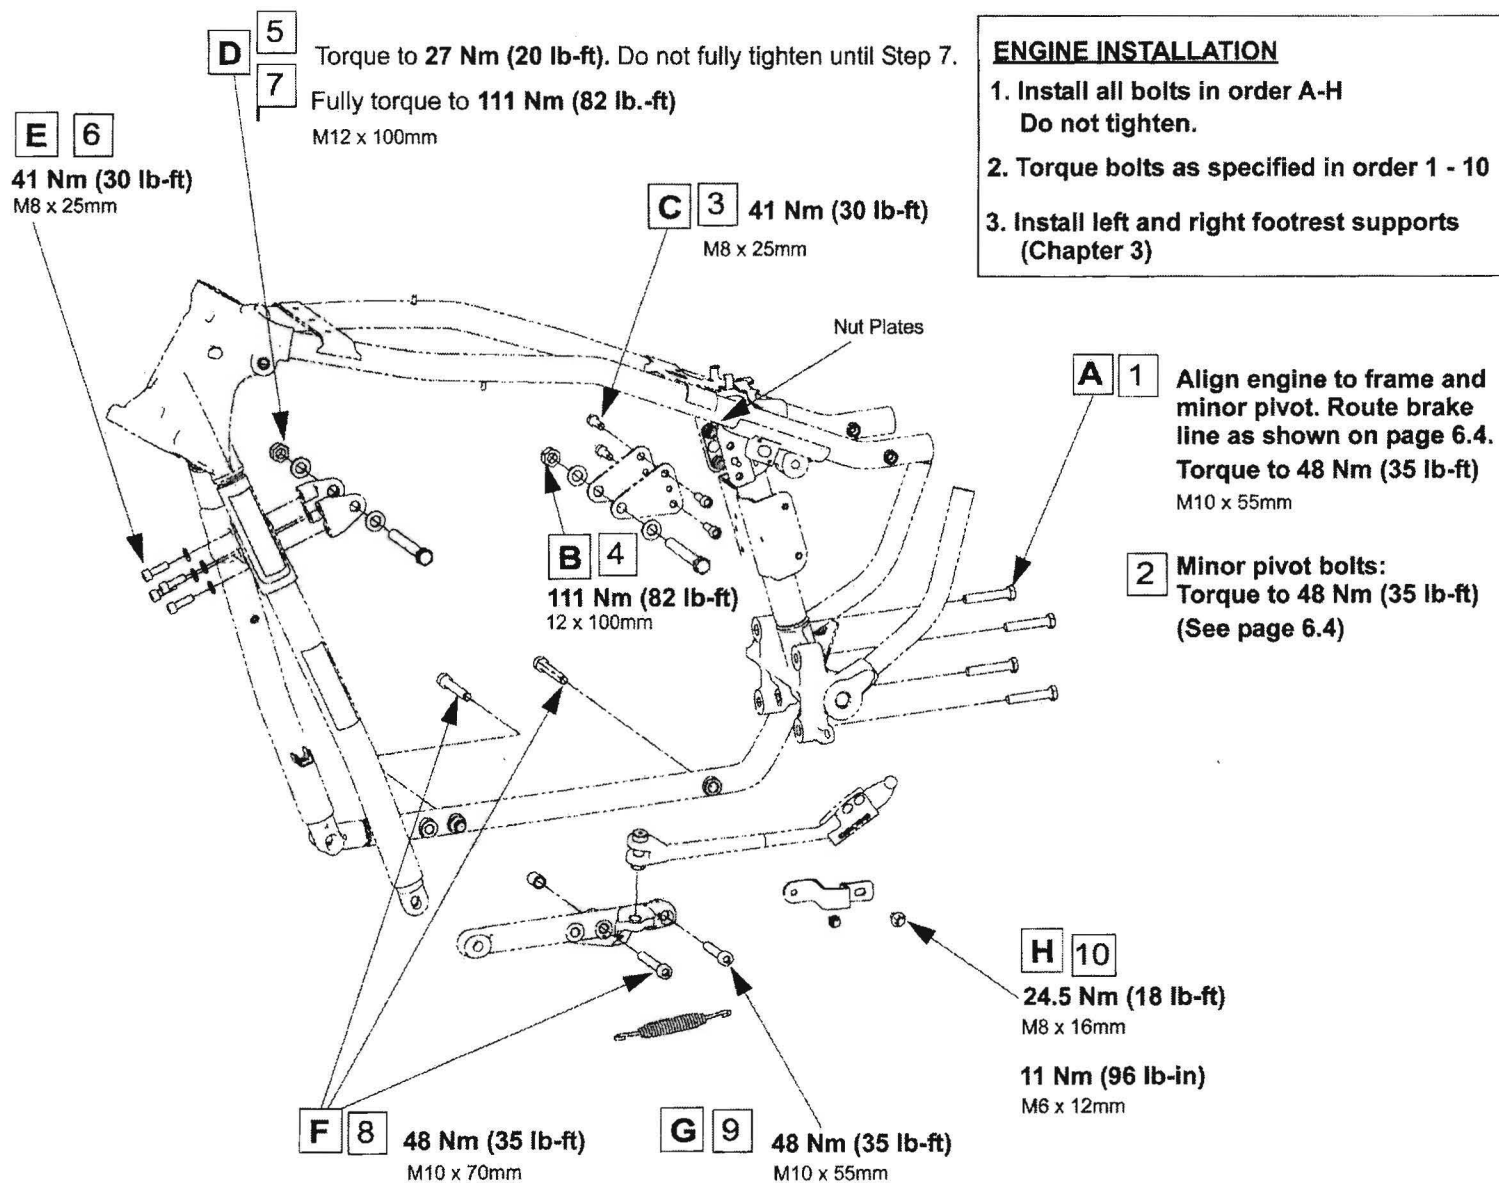 D 5
Torque to 27 Nm (20 lb-ft). Do not fully tighten until Step 7.
7
Fully torque to 111 Nm (82 lb.-ft)
M12 x 100mm
E 6
41 Nm (30 lb-ft)
M8 x 25mm
C 3 41 Nm (30 lb-ft)
M8 x 25mm
ENGINE INSTALLATION
1. Install all bolts in order A-H
Do not tighten.
2. Torque bolts as specified in order 1 - 10
3. Install left and right footrest supports
(Chapter 3)
Nut Plates
A 1 Align engine to frame and
minor pivot. Route brake
line as shown on page 6.4.
Torque to 48 Nm (35 lb-ft)
M10 x 55mm
2 Minor pivot bolts:
Torque to 48 Nm (35 lb-ft)
(See page 6.4)
B 4
111 Nm (82 lb-ft)
12 x 100mm
H 10
24.5 Nm (18 lb-ft)
M8 x 16mm
11 Nm (96 lb-in)
M6 x 12mm
F 8 48 Nm (35 lb-ft)
M10 x 70mm
G 9 48 Nm (35 lb-ft)
M10 x 55mm